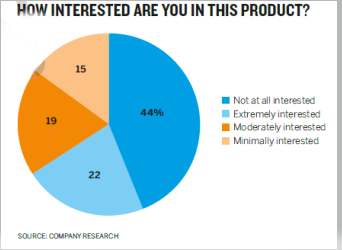 HOW INTERESTED ARE YOU IN THIS PRODUCT?
15
44%
19
22
Not at all interested
Extremely interested
Moderately interested
Minimally interested
SOURCE: COMPANY RESEARCH